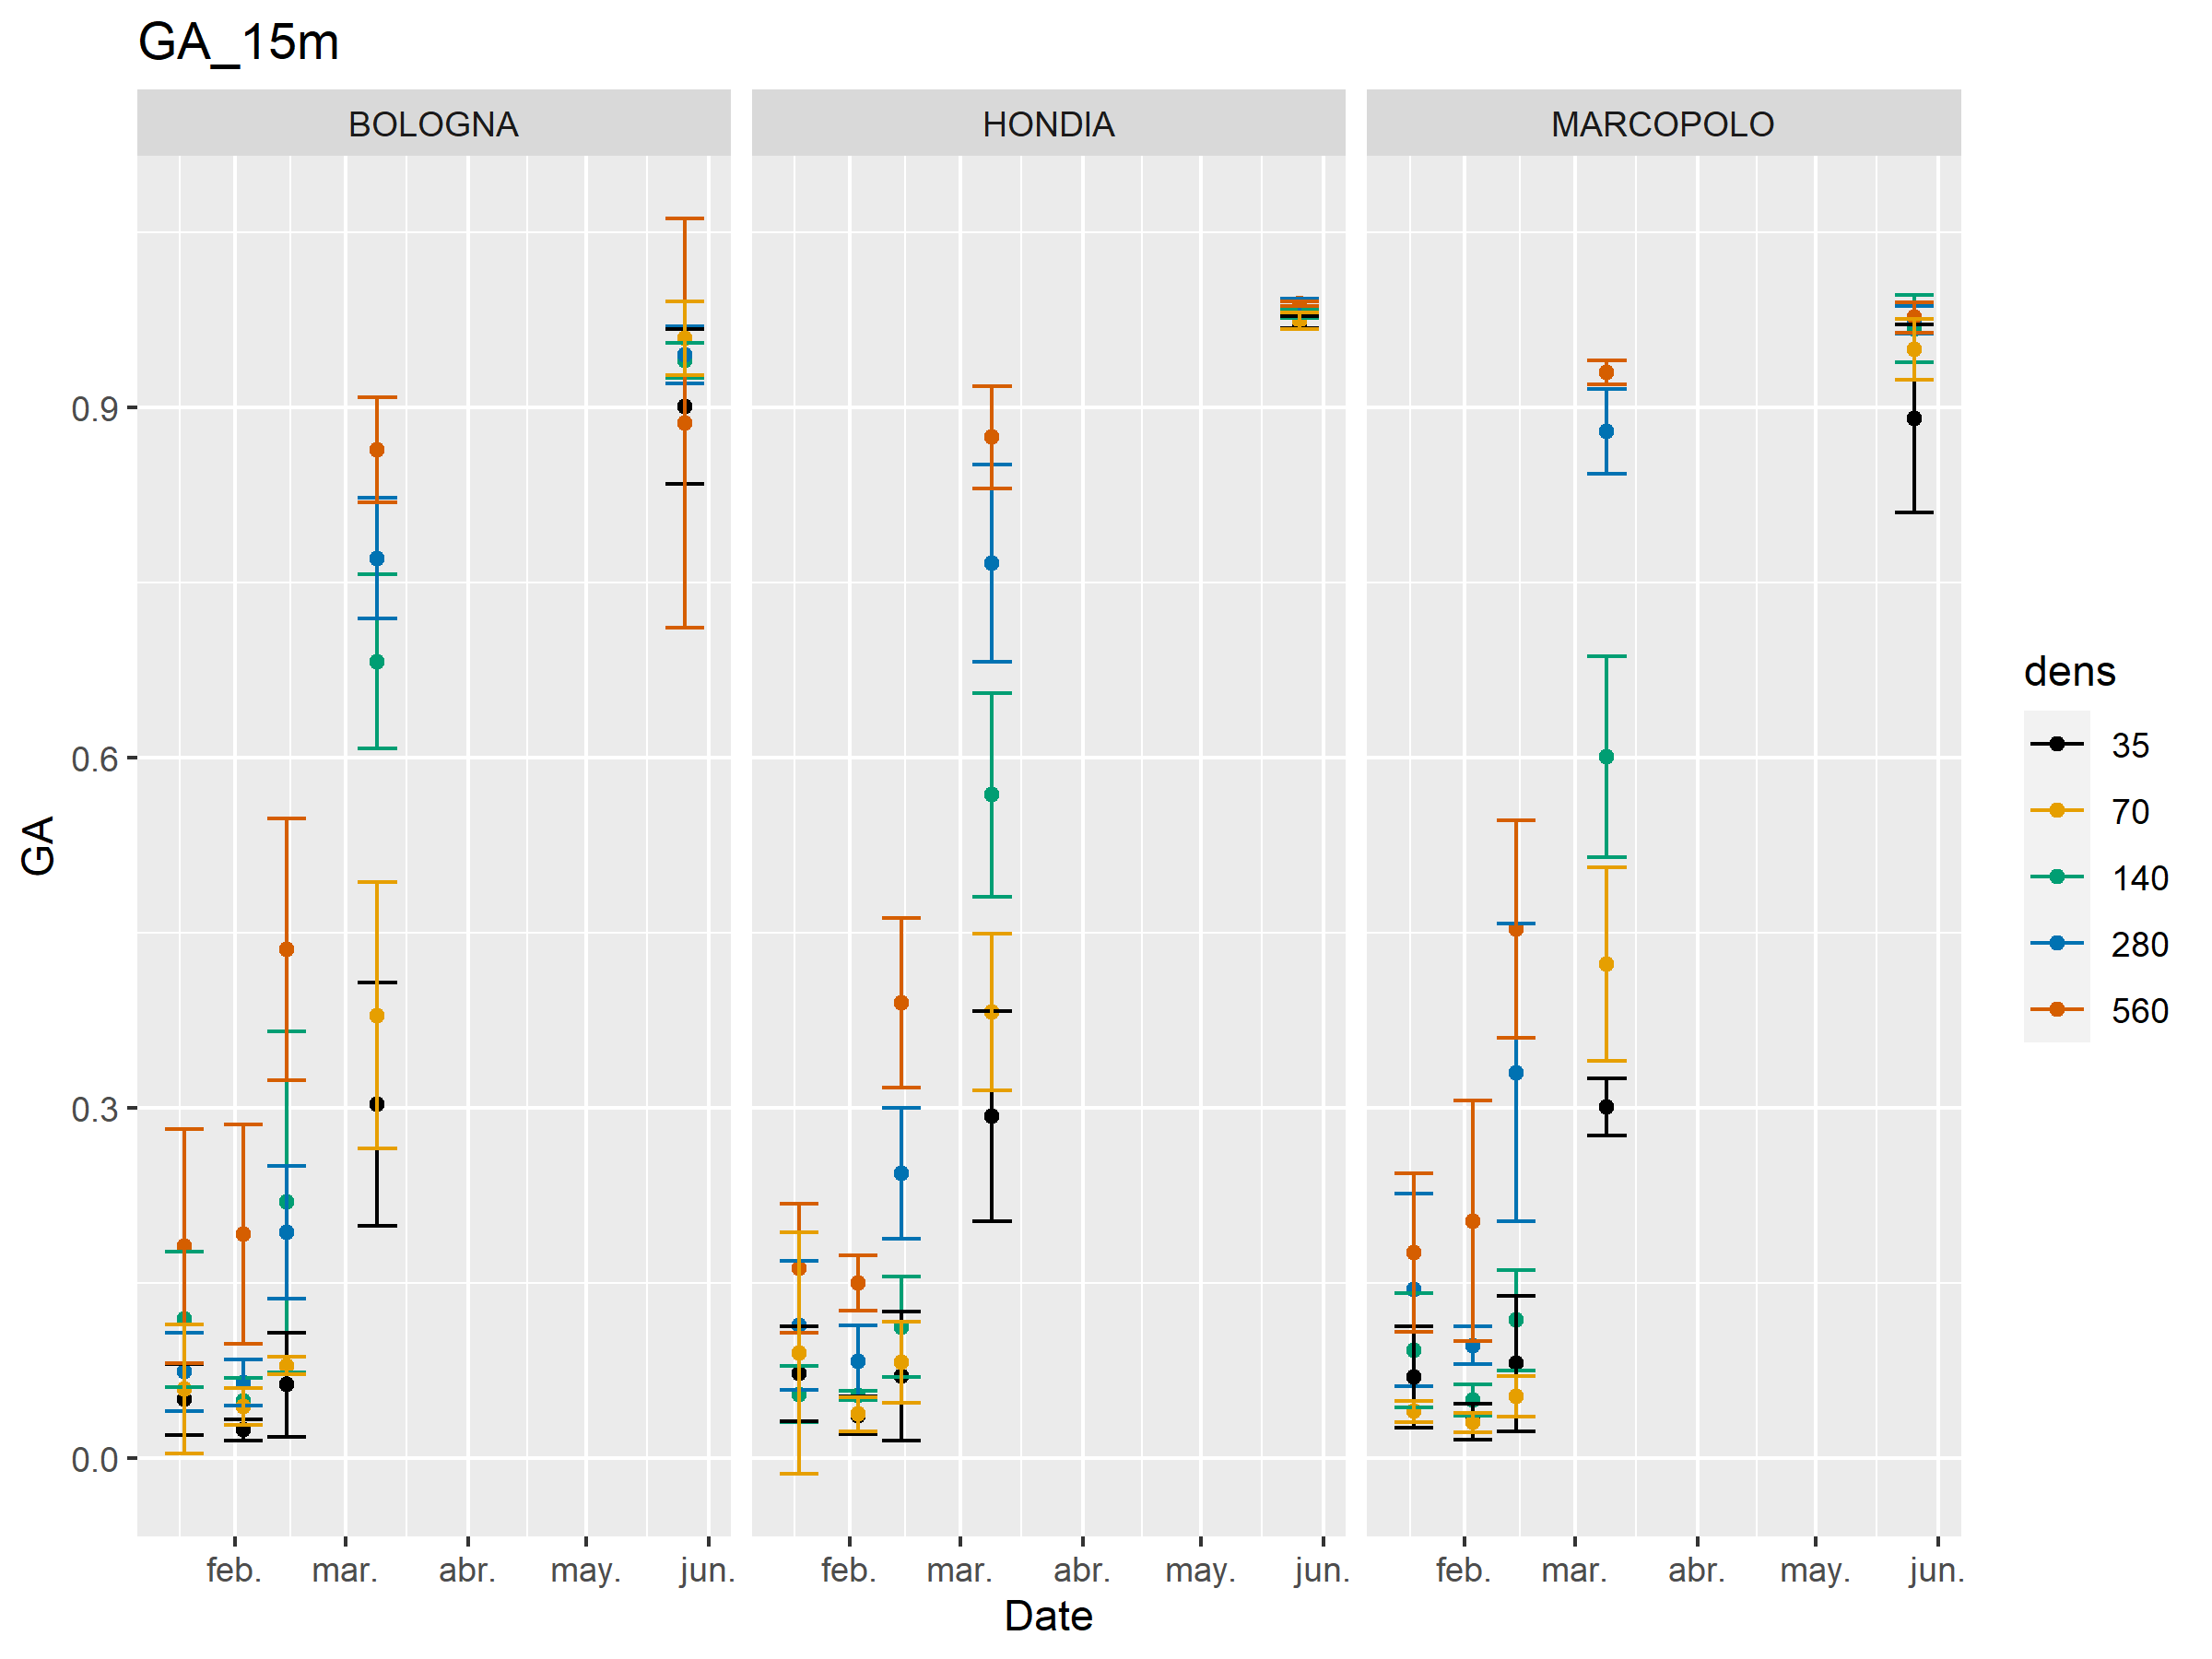 GA_15m
BOLOGNA
HONDIA
MARCOPOLO
GA
0.9
0.6
0.3
0.0
feb. mar. abr. may. jun.
feb. mar. abr. may. jun.
feb. mar. abr. may. jun.
Date
dens
35
70
140
280
560